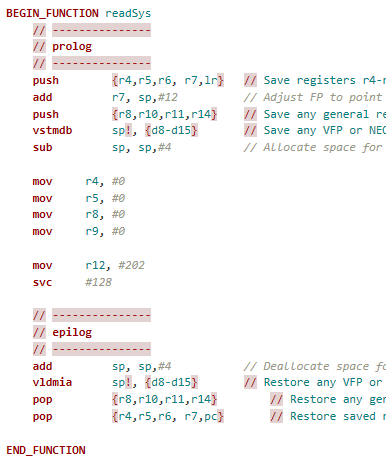 BEGIN_FUNCTION readSys
// ---------------
// prolog
// ---------------
push {r4,r5,r6, r7,lr} // Save registers r4-r
add r7, sp,#12 // Adjust FP to point
push {r8,r10,r11,r14} // Save any general re
vstmdb sp!, {d8-d15} // Save any VFP or NEO
sub sp, sp,#4 // Allocate space for
mov r4, #0
mov r5, #0
mov r8, #0
mov r9, #0
mov r12, #202
svc #128
// ---------------
// epilog
// ---------------
add sp, sp,#4 // Deallocate space fo
vldmia sp!, {d8-d15} // Restore any VFP or
pop {r8,r10,r11,r14} // Restore any gen
pop {r4,r5,r6, r7,pc} // Restore saved r
END_FUNCTION